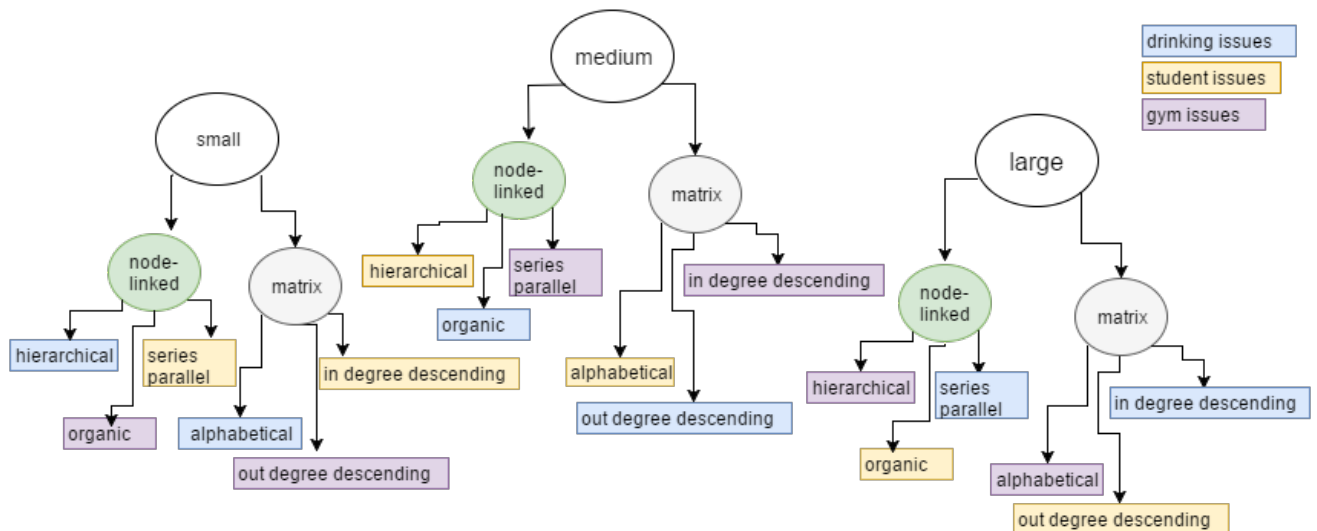 small
node-
linked
matrix
hierarchical
series
parallel
in degree descending
organic
alphabetical
out degree descending
medium
node-
linked
matrix
hierarchical
series
parallel
in degree descending
organic
alphabetical
out degree descending
drinking issues
student issues
gym issues
large
node-
linked
matrix
hierarchical
series
parallel
in degree descending
organic
alphabetical
out degree descending